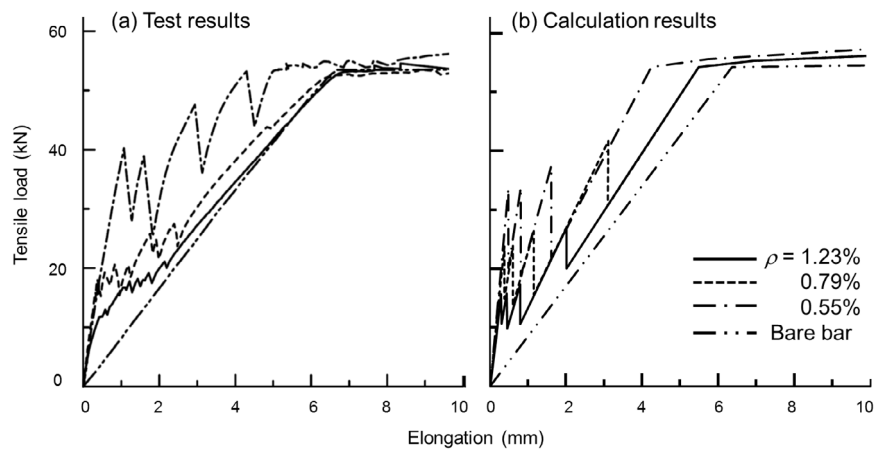 (a) Test results
(b) Calculation results
60
40
20
0
Tensile load (kN)
0 2 4 6 8 10
0 2 4 6 8 10
Elongation (mm)
ρ = 1.23%
0.79%
0.55%
Bare bar